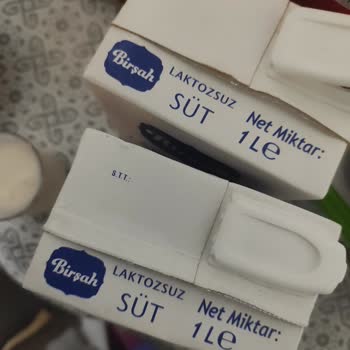 Birşah
LAKTOZSUZ
SÜT
Net Miktar:
1 L℮
S.T.T:
Birşah
LAKTOZSUZ
SÜT
Net Miktar:
1 L℮